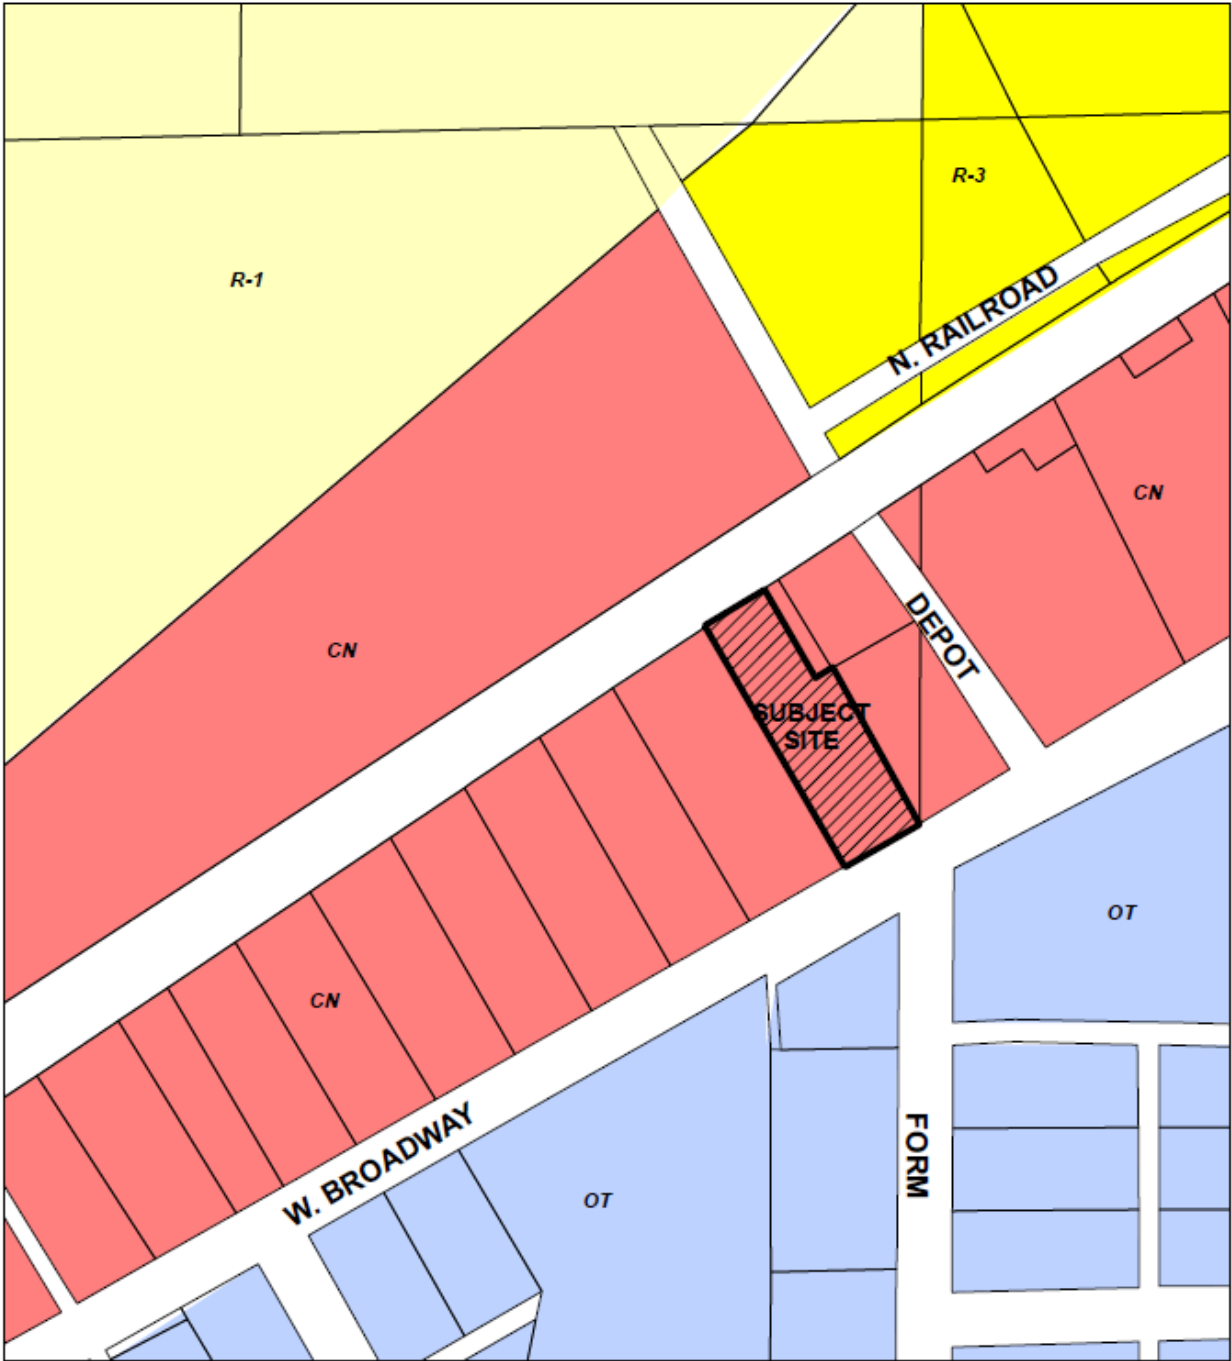 R-3
R-1
N. RAILROAD
CN
DEPOT
CN
SUBJECT
SITE
OT
CN
W. BROADWAY
FORM
OT